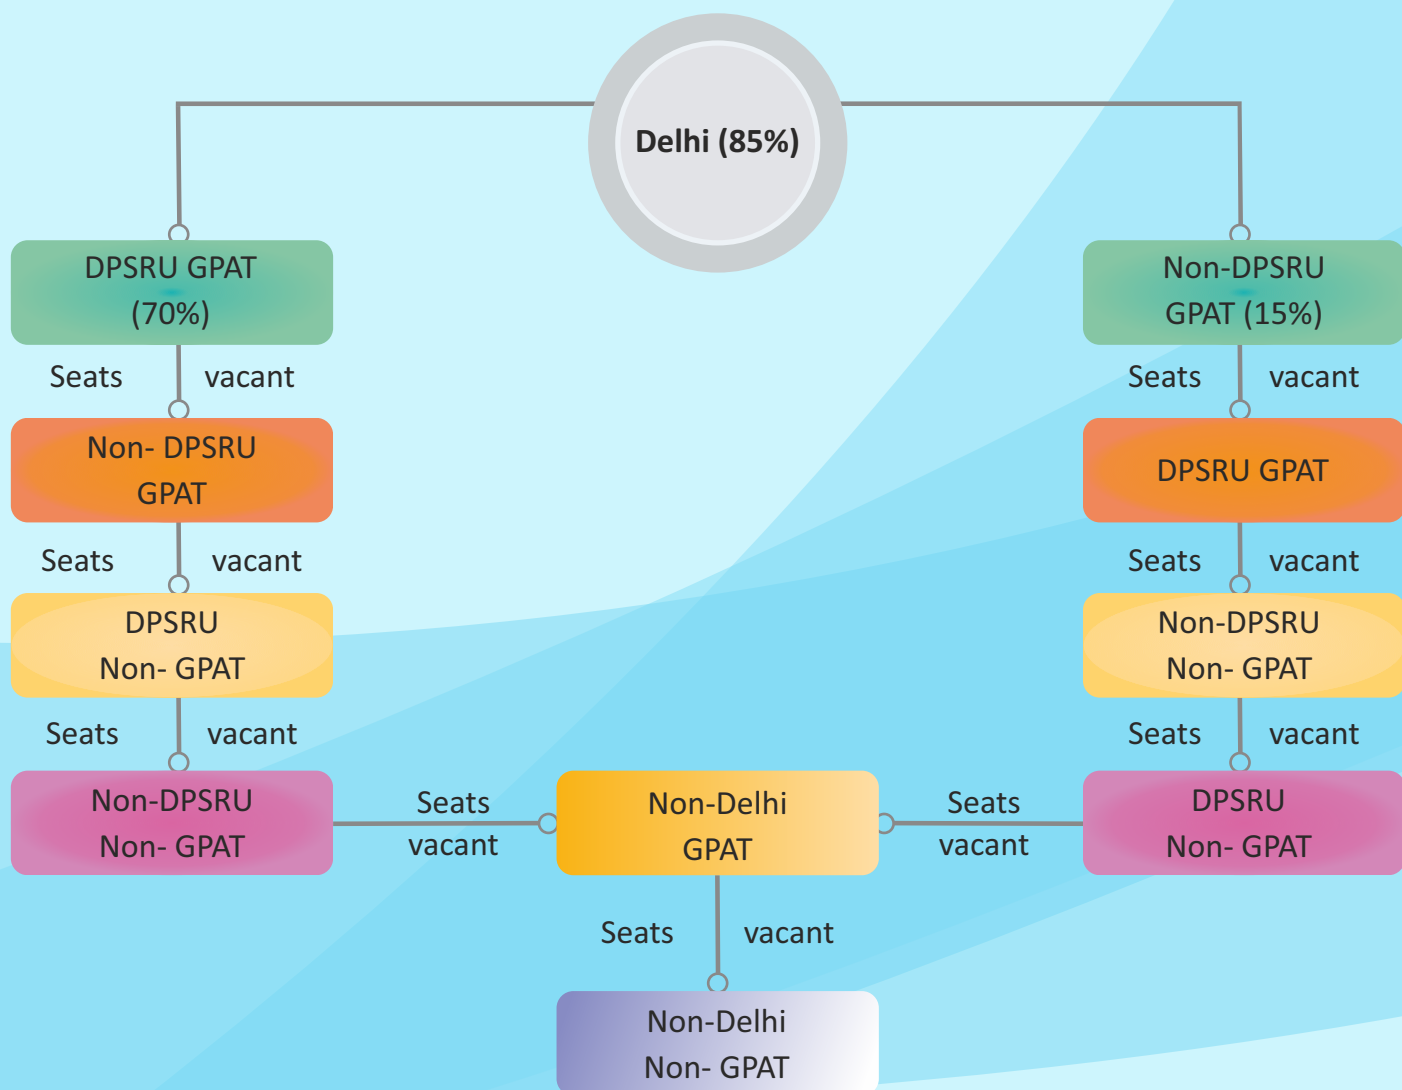 Delhi (85%)
DPSRU GPAT
(70%)
Non-DPSRU
GPAT (15%)
Seats vacant
Seats vacant
Non- DPSRU
GPAT
DPSRU GPAT
Seats vacant
Seats vacant
DPSRU
Non- GPAT
Non-DPSRU
Non- GPAT
Seats vacant
Seats vacant
Non-DPSRU
Non- GPAT
Seats
vacant
Non-Delhi
GPAT
Seats
vacant
DPSRU
Non- GPAT
Seats vacant
Non-Delhi
Non- GPAT